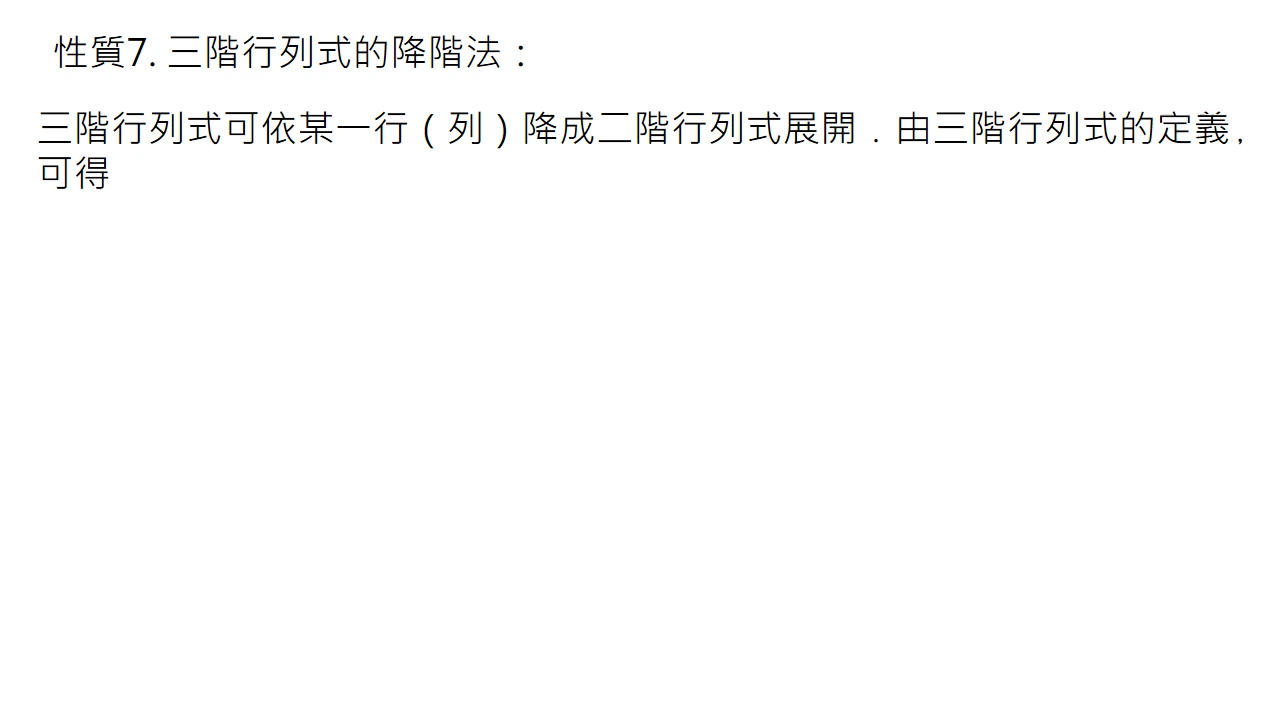 性質7. 三階行列式的降階法：
三階行列式可依某一行（列）降成二階行列式展開．由三階行列式的定義，
可得